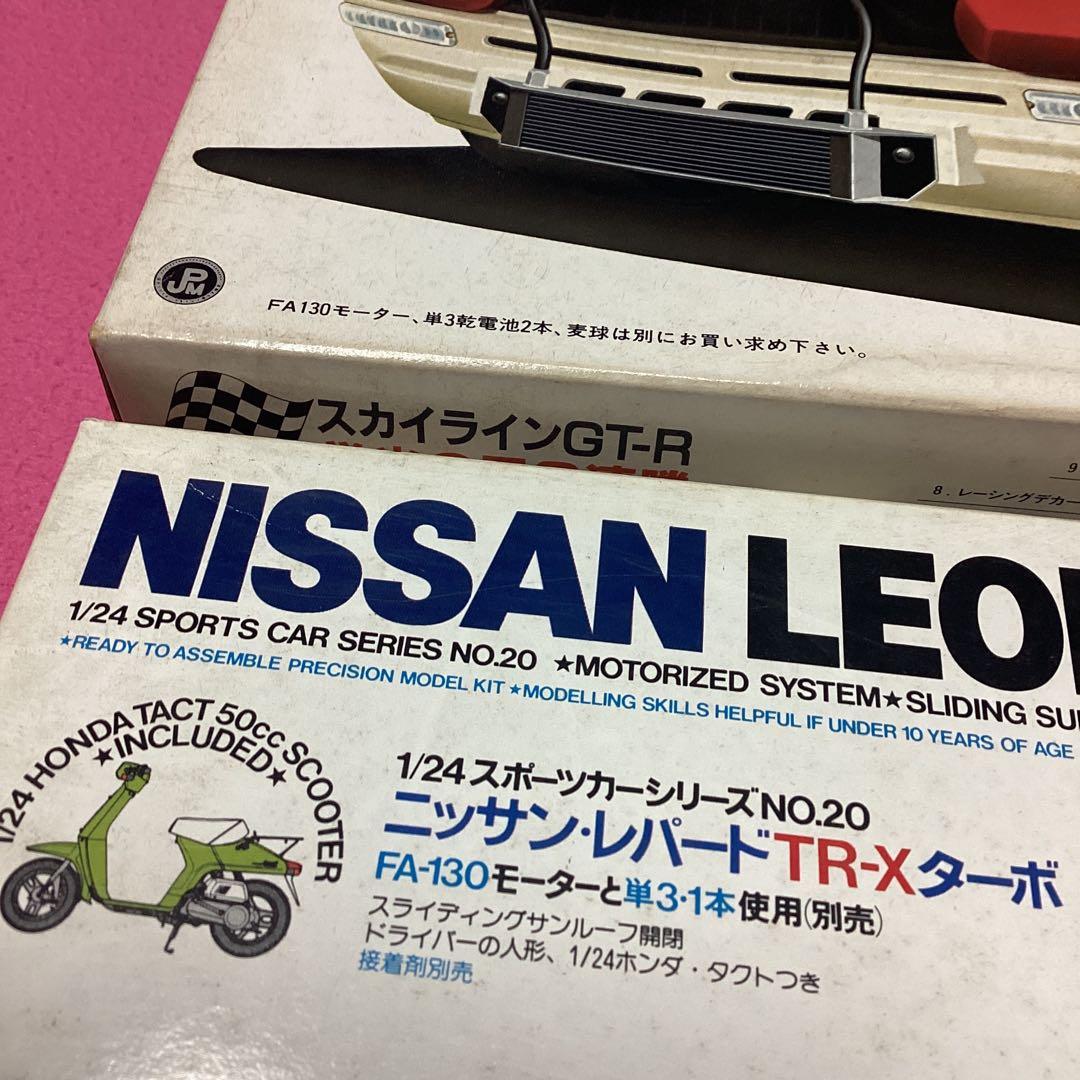 JPM
FA130モーター、単3乾電池2本、麦球は別にお買い求め下さい。
スカイラインGT-R
9
8．レーシングデカー
NISSAN LEO
1/24 SPORTS CAR SERIES NO.20 ★MOTORIZED SYSTEM★SLIDING SU
★READY TO ASSEMBLE PRECISION MODEL KIT ★MODELLING SKILLS HELPFUL IF UNDER 10 YEARS OF AGE
1/24 HONDA TACT 50cc SCOOTER
★INCLUDED★
1/24スポーツカーシリーズNO.20
ニッサン・レパードTR-Xターボ
FA-130モーターと単3・1本使用(別売)
スライディングサンルーフ開閉
ドライバーの人形、1/24ホンダ・タクトつき
接着剤別売